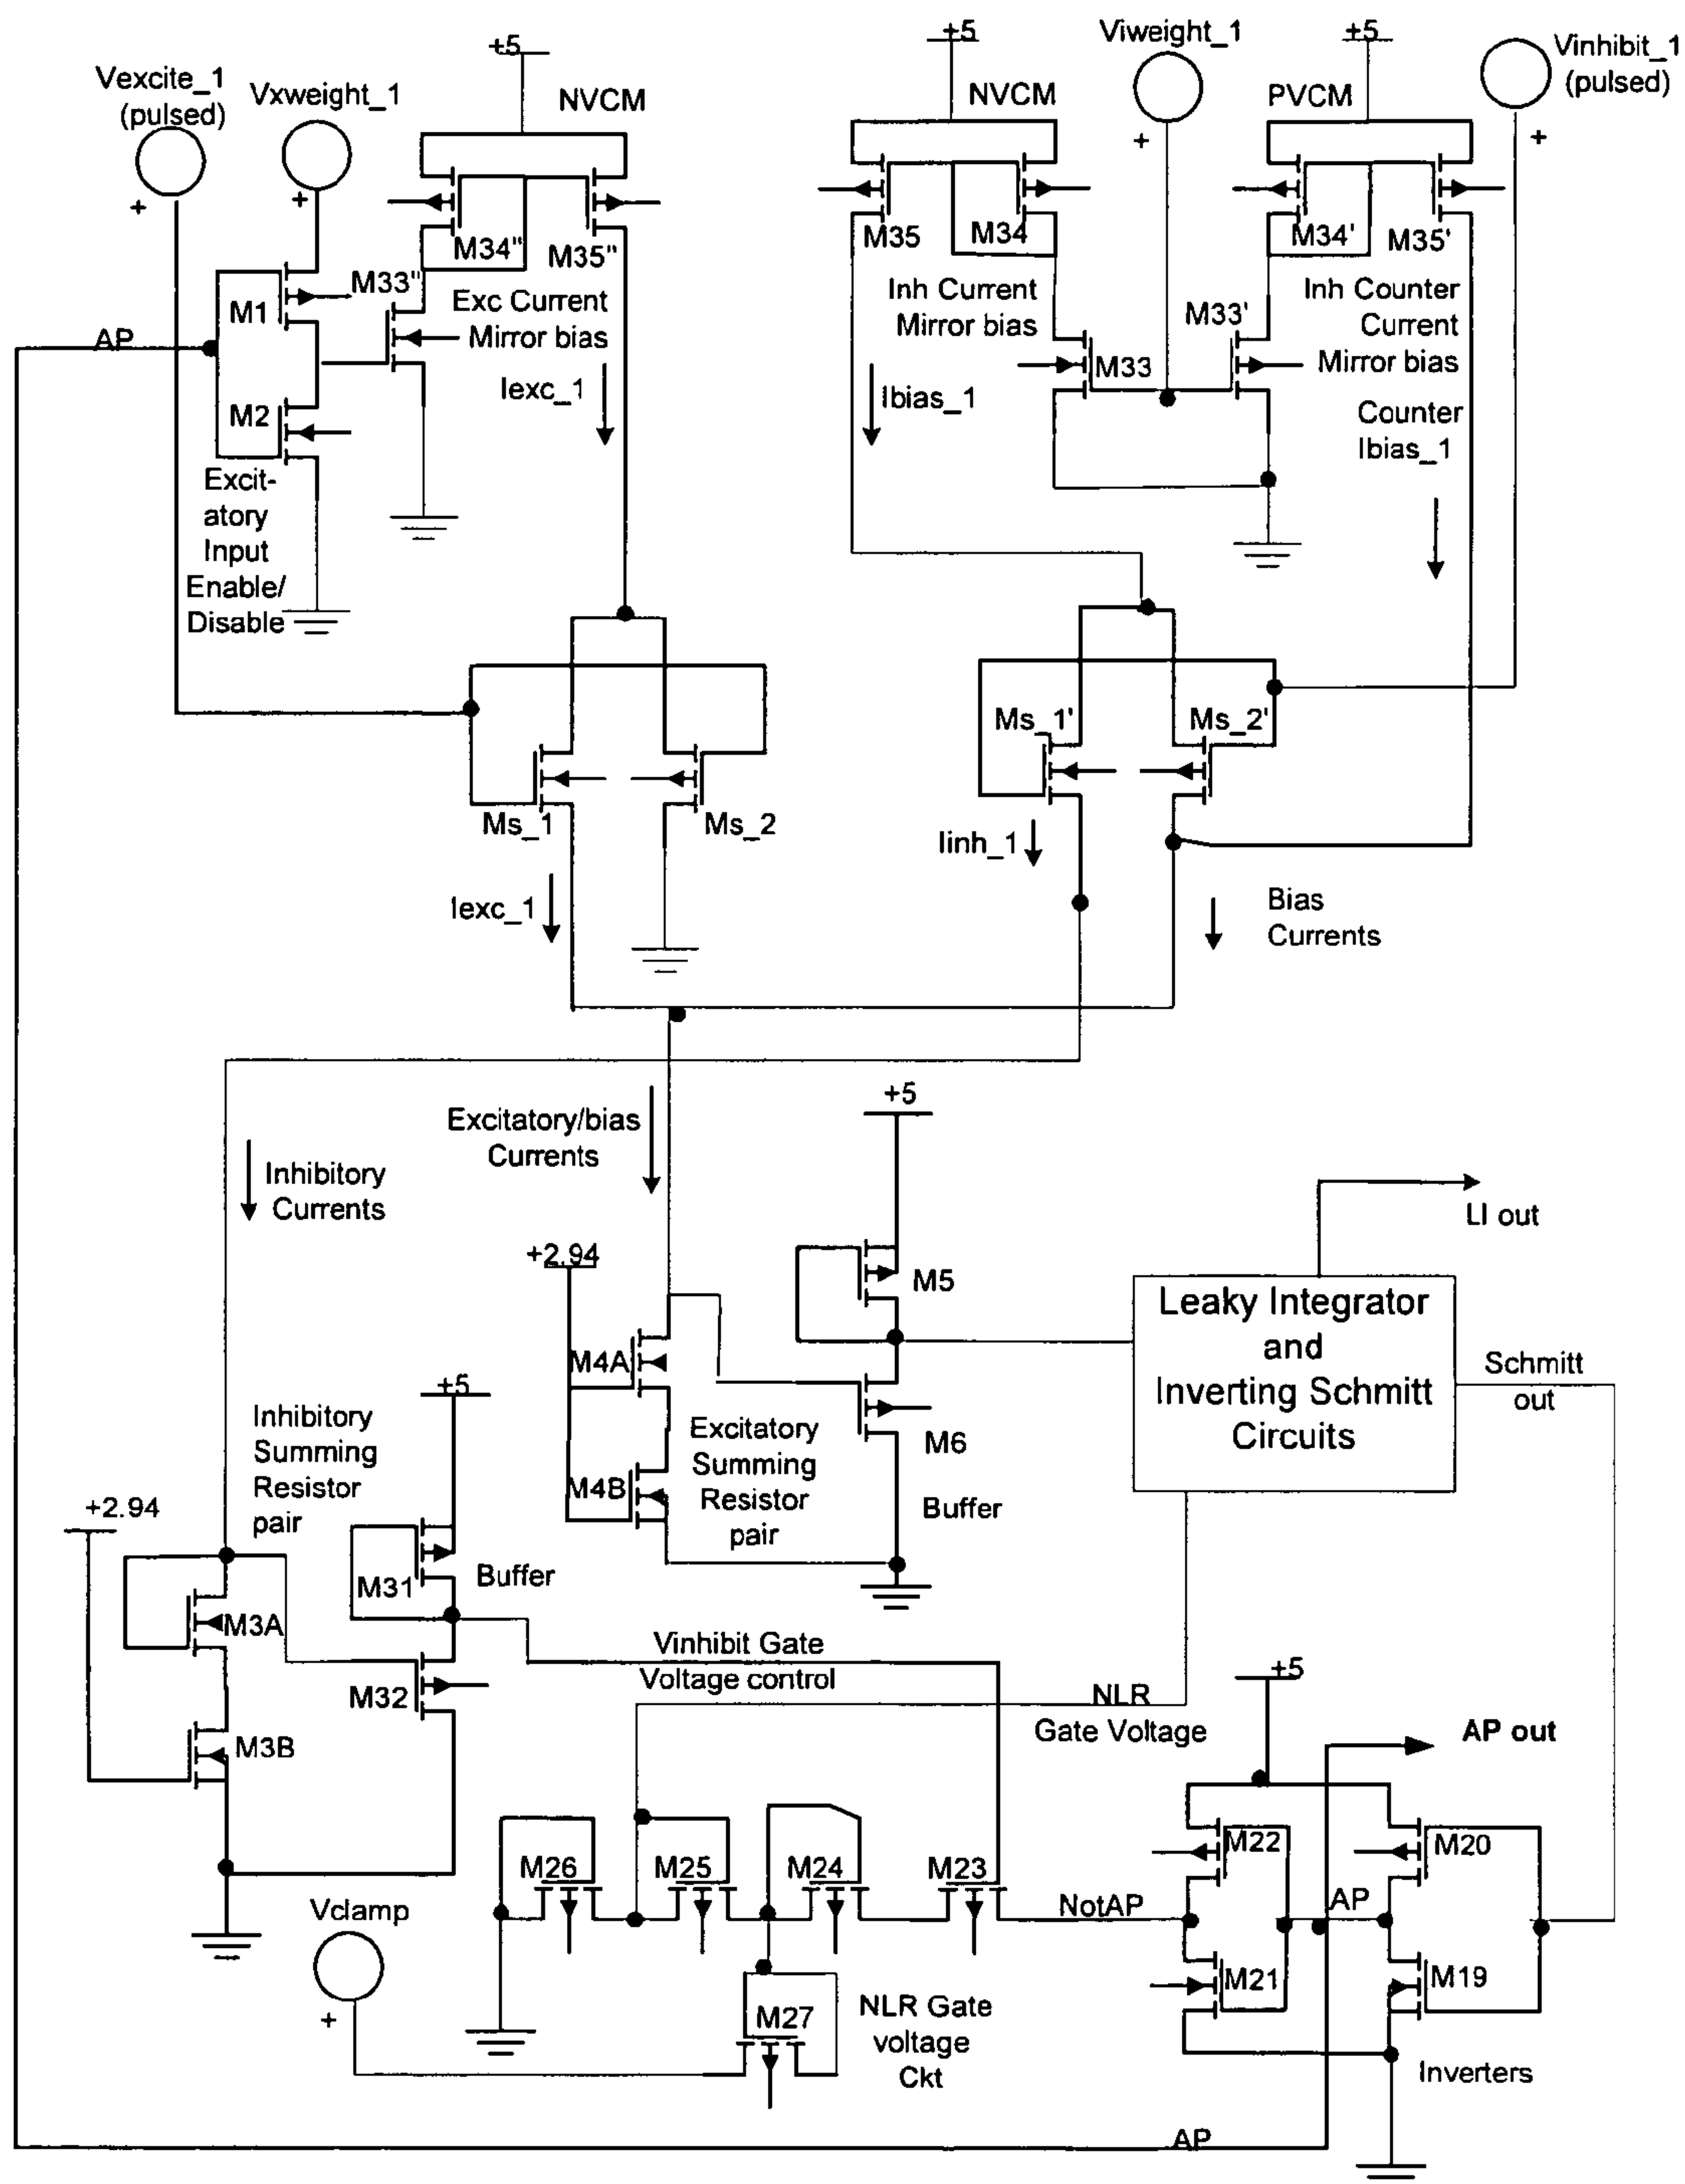 +5
+5
Viweight_1
+5
Vinhibit_1
(pulsed)
Vexcite_1
(pulsed)
Vxweight_1
NVCM
NVCM
PVCM
+
+
+
+
M34"
M35"
M35
M34
M34'
M35'
M33"
M1
Exc Current
Mirror bias
Inh Current
Mirror bias
M33'
Inh Counter
Current
Mirror bias
AP
M33
Iexc_1
Ibias_1
Counter
Ibias_1
M2
Excit-
atory
Input
Enable/
Disable
Ms_1'
Ms_2'
Ms_1
Ms_2
Iinh_1
Iexc_1
Bias
Currents
Excitatory/bias
Currents
+5
Inhibitory
Currents
LI out
+2.94
M5
Leaky Integrator
and
Inverting Schmitt
Circuits
M4A
Schmitt
out
+5
Inhibitory
Summing
Resistor
pair
Excitatory
Summing
Resistor
pair
M6
M4B
Buffer
+2.94
M31
Buffer
M3A
Vinhibit Gate
Voltage control
M32
NLR
Gate Voltage
+5
AP out
M3B
M26
M25
M24
M23
M22
M20
Vclamp
NotAP
AP
M21
M19
+
M27
NLR Gate
voltage
Ckt
Inverters
AP